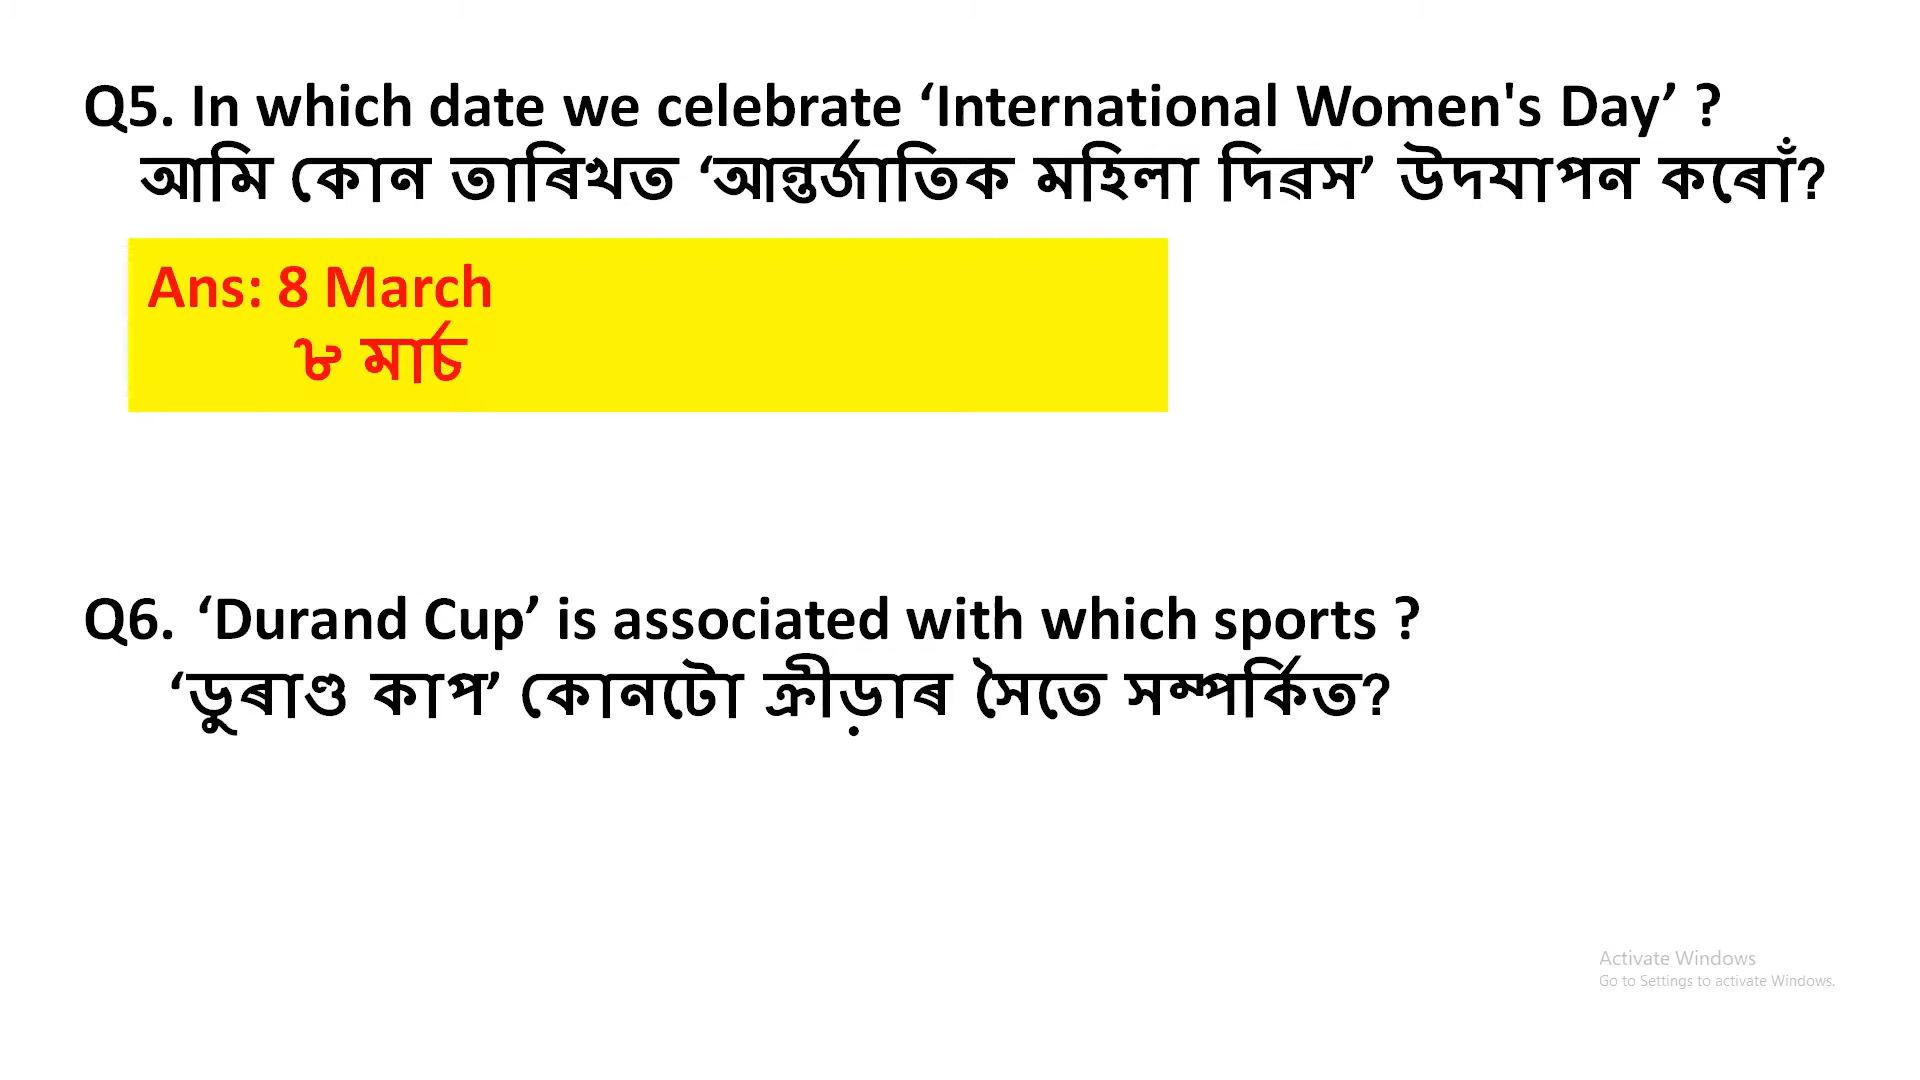 Q5. In which date we celebrate ‘International Women's Day’ ?
আমি কোন তাৰিখত ‘আন্তৰ্জাতিক মহিলা দিৱস’ উদযাপন কৰোঁ?
Ans: 8 March
৮ মাৰ্চ
Q6. ‘Durand Cup’ is associated with which sports ?
‘ডুৰাণ্ড কাপ’ কোনটো ক্ৰীড়াৰ সৈতে সম্পৰ্কিত?
Activate Windows
Go to Settings to activate Windows.